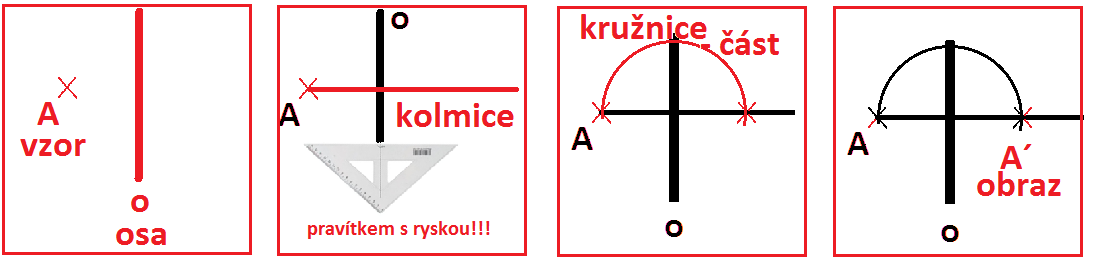 A
vzor
o
osa
o
A
kolmice
pravítkem s ryskou!!!
kružnice
- část
A
o
A
A´
obraz
o